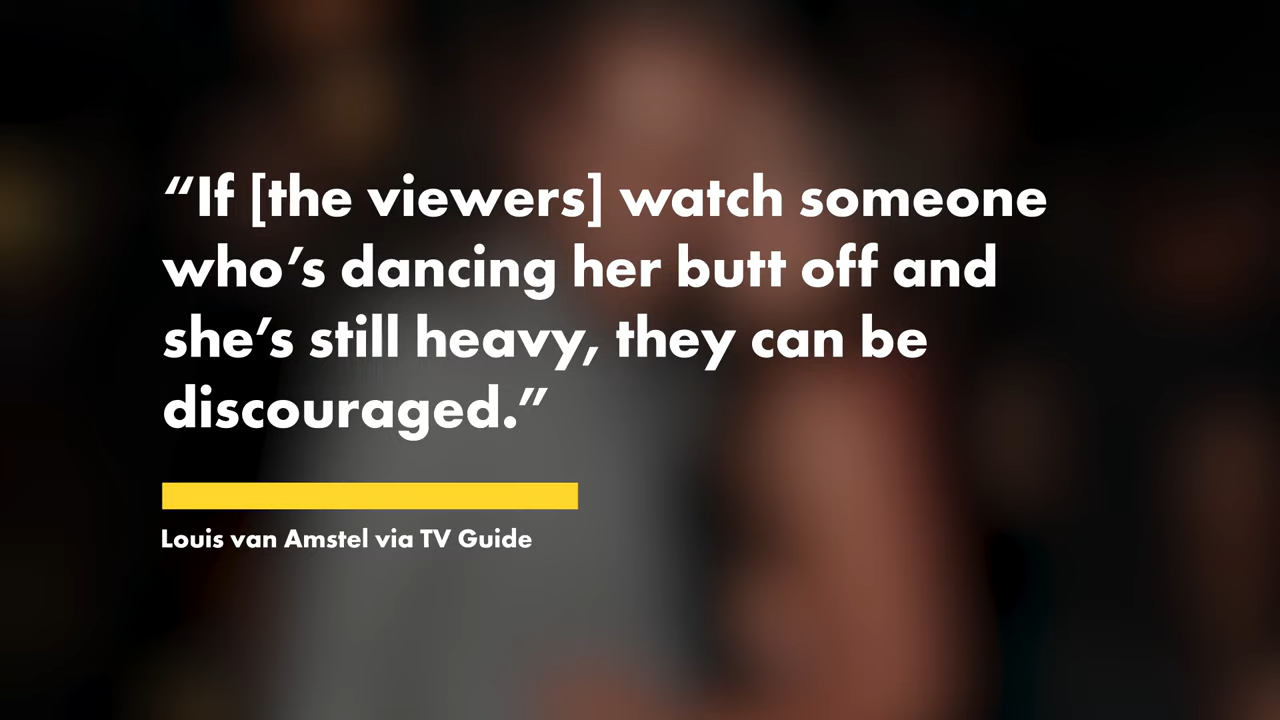 “If [the viewers] watch someone
who’s dancing her butt off and
she’s still heavy, they can be
discouraged.”
Louis van Amstel via TV Guide